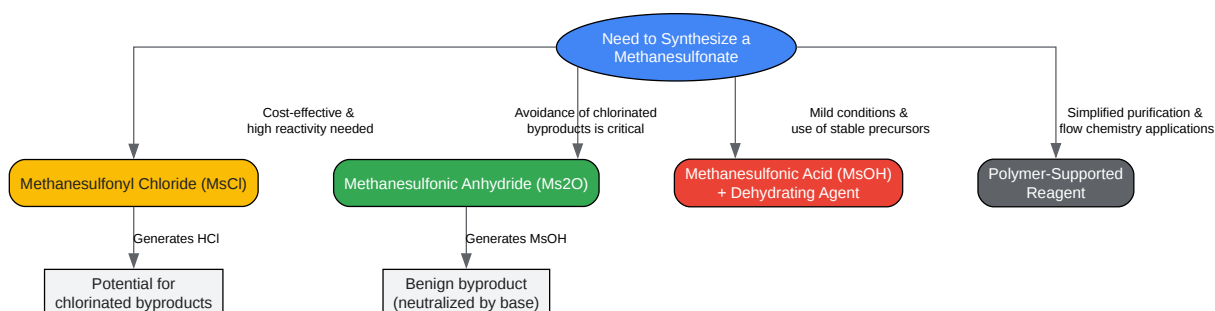 Need to Synthesize a
Methanesulfonate
Cost-effective &
high reactivity needed
Avoidance of chlorinated
byproducts is critical
Mild conditions &
use of stable precursors
Simplified purification &
flow chemistry applications
Methanesulfonyl Chloride (MsCl)
Methanesulfonic Anhydride (Ms2O)
Methanesulfonic Acid (MsOH)
+ Dehydrating Agent
Polymer-Supported
Reagent
Generates HCl
Generates MsOH
Potential for
chlorinated byproducts
Benign byproduct
(neutralized by base)